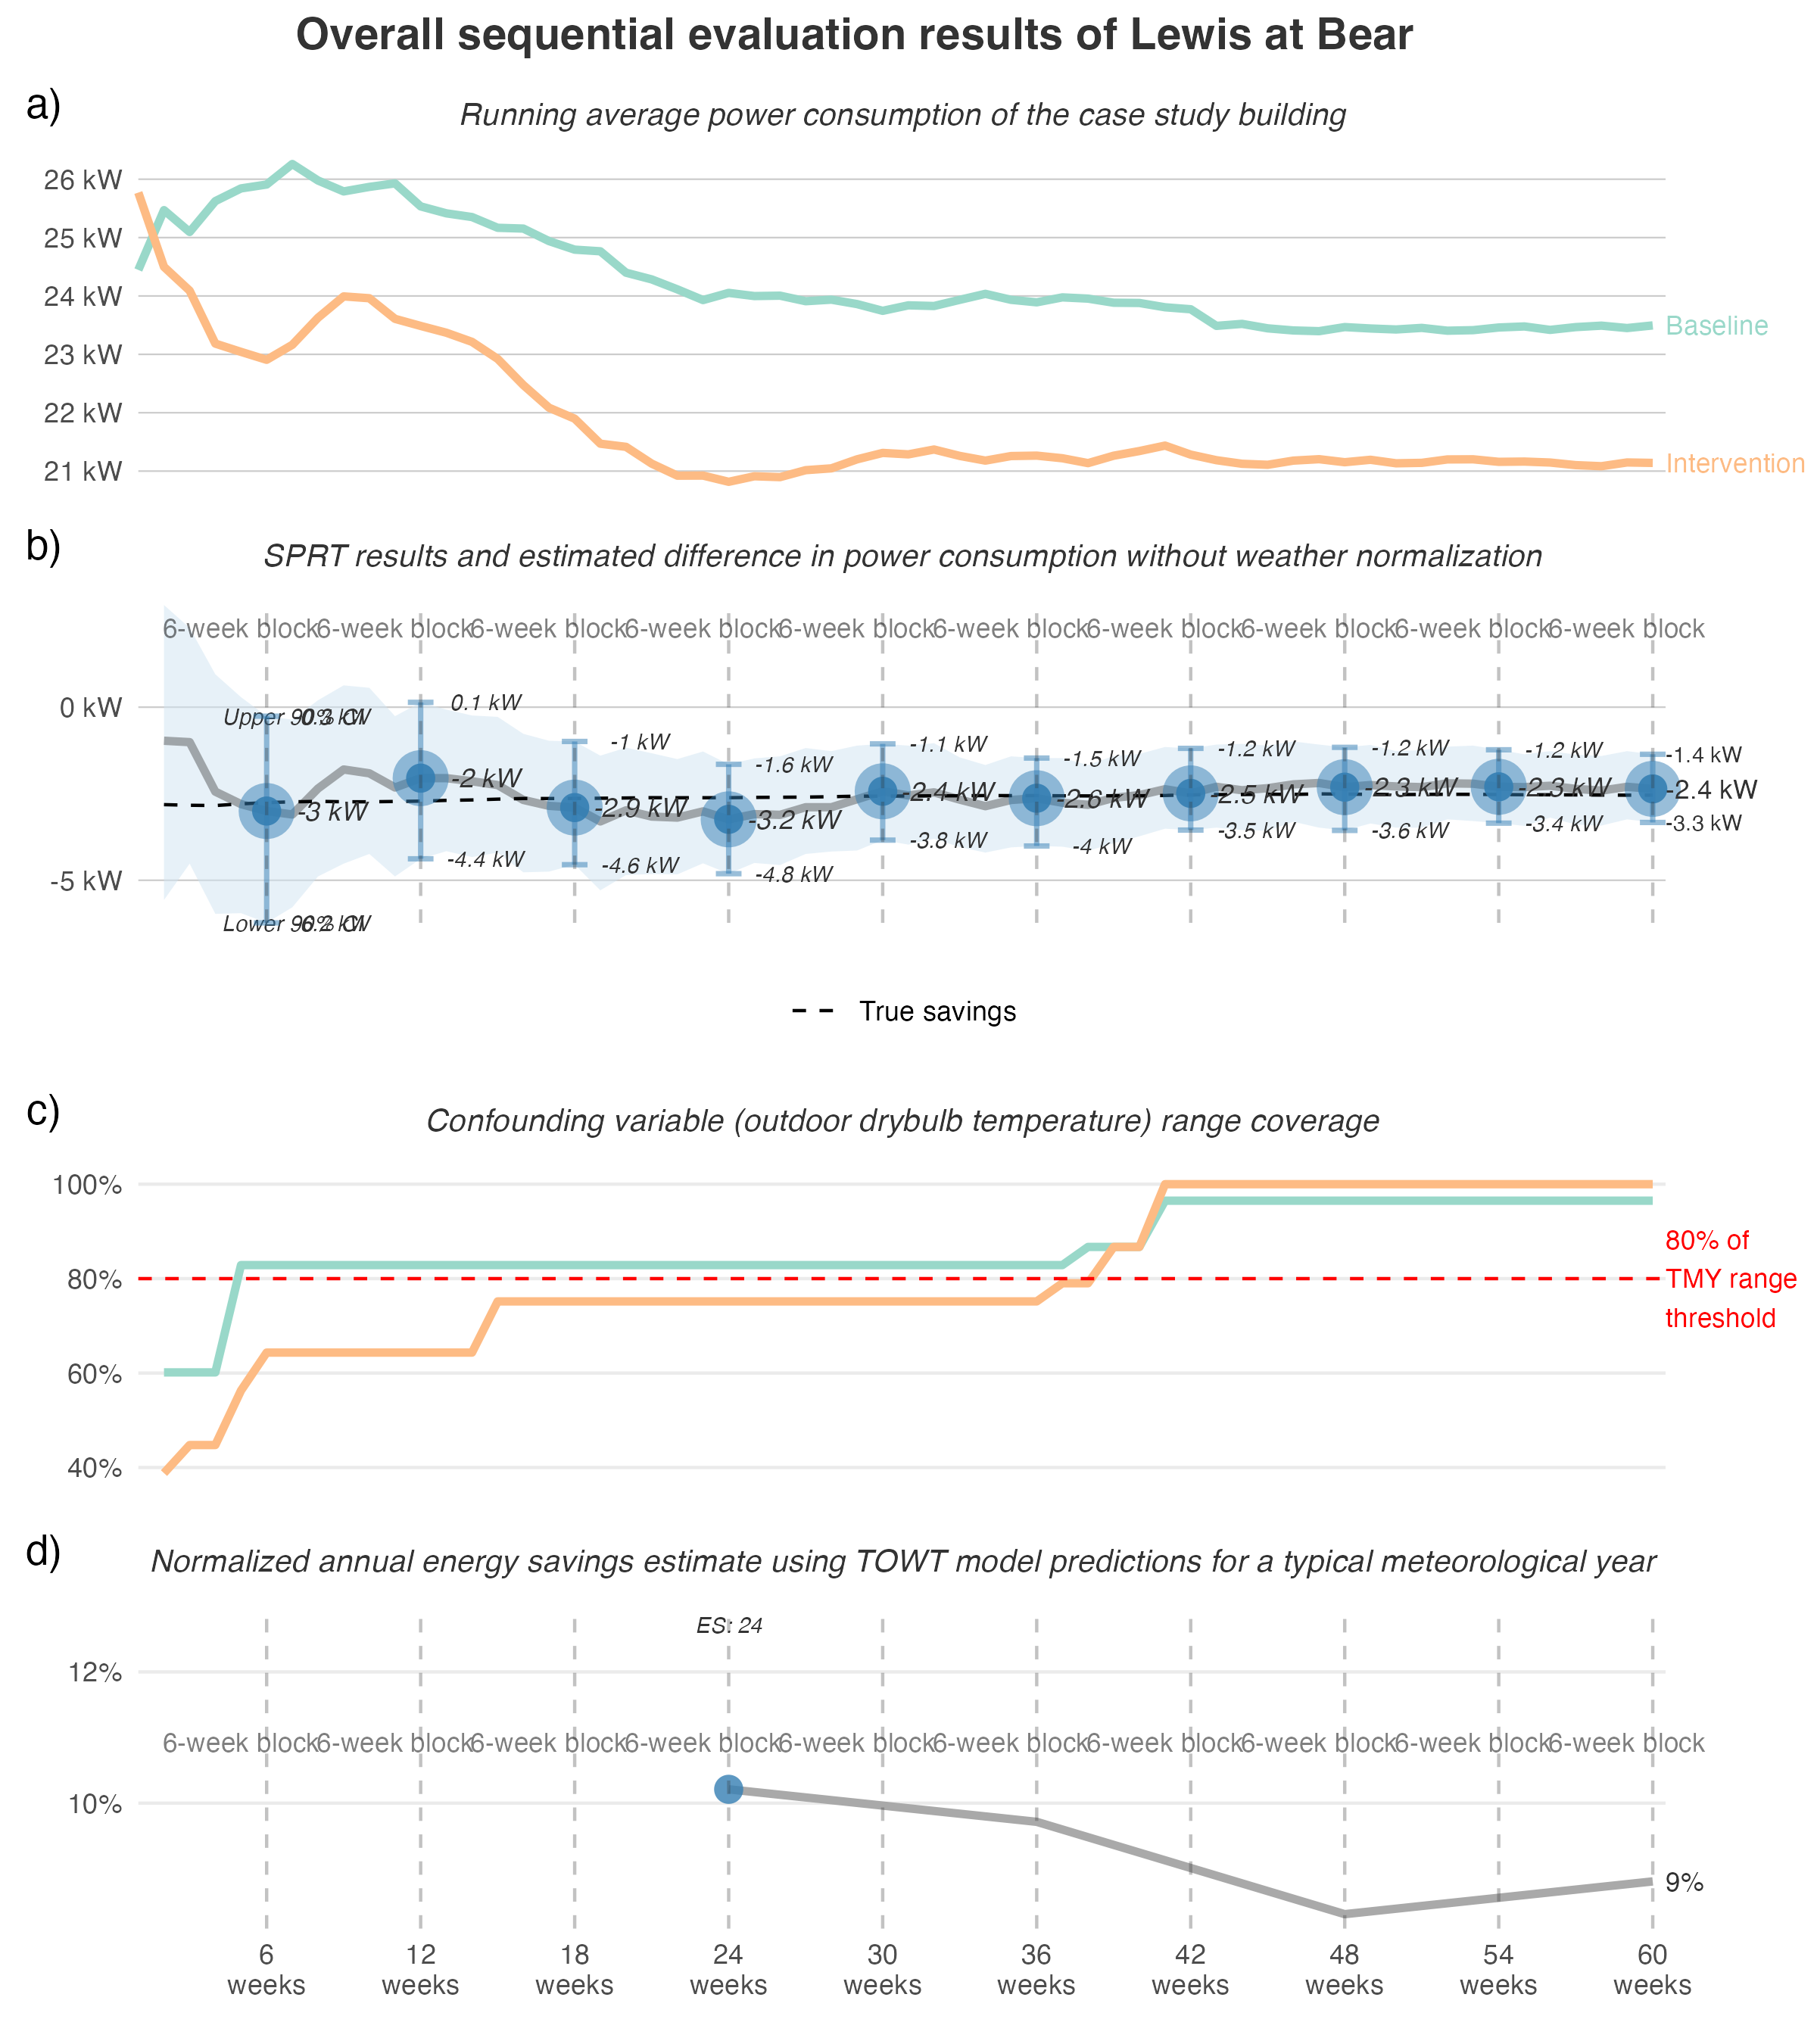 Overall sequential evaluation results of Lewis at Bear
a)
Running average power consumption of the case study building
26 kW
25 kW
24 kW
23 kW
22 kW
21 kW
Baseline
Intervention
b)
SPRT results and estimated difference in power consumption without weather normalization
6-week block 6-week block 6-week block 6-week block 6-week block 6-week block 6-week block 6-week block 6-week block 6-week block
0 kW
-5 kW
Upper 90% CI
-0.3 kW
0.1 kW
-1 kW
-1.6 kW
-1.1 kW
-1.5 kW
-1.2 kW
-1.2 kW
-1.2 kW
-1.4 kW
-3 kW
-2 kW
-2.9 kW
-3.2 kW
-2.4 kW
-2.6 kW
-2.5 kW
-2.3 kW
-2.3 kW
-2.4 kW
Lower 90% CI
-6.2 kW
-4.4 kW
-4.6 kW
-4.8 kW
-3.8 kW
-4 kW
-3.5 kW
-3.6 kW
-3.4 kW
-3.3 kW
True savings
c)
Confounding variable (outdoor drybulb temperature) range coverage
100%
80%
60%
40%
80% of
TMY range
threshold
d)
Normalized annual energy savings estimate using TOWT model predictions for a typical meteorological year
ES: 24
12%
10%
6-week block 6-week block 6-week block 6-week block 6-week block 6-week block 6-week block 6-week block 6-week block 6-week block
9%
6 12 18 24 30 36 42 48 54 60
weeks weeks weeks weeks weeks weeks weeks weeks weeks weeks